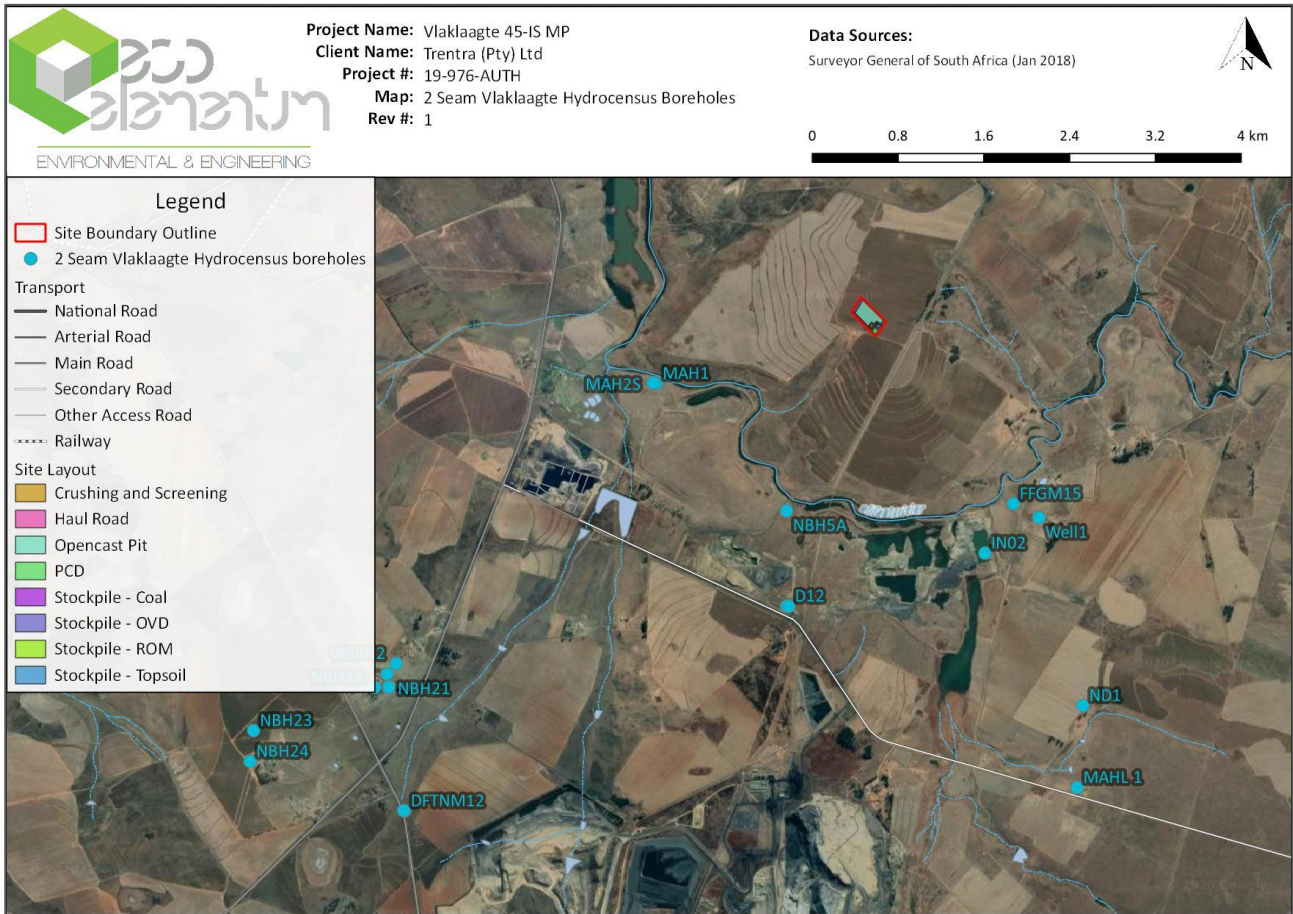 eco
elementum
ENVIRONMENTAL & ENGINEERING
Project Name: Vlaklaagte 45-IS MP
Client Name: Trentra (Pty) Ltd
Project #: 19-976-AUTH
Map: 2 Seam Vlaklaagte Hydrocensus Boreholes
Rev #: 1
Data Sources:
Surveyor General of South Africa (Jan 2018)
N
0 0.8 1.6 2.4 3.2 4 km
Legend
Site Boundary Outline
2 Seam Vlaklaagte Hydrocensus boreholes
Transport
National Road
Arterial Road
Main Road
Secondary Road
Other Access Road
Railway
Site Layout
Crushing and Screening
Haul Road
Opencast Pit
PCD
Stockpile - Coal
Stockpile - OVD
Stockpile - ROM
Stockpile - Topsoil
MAH1
MAH2S
FFGM15
NBH5A
Well1
IN02
D12
NBH21
ND1
NBH23
NBH24
MAHL 1
DFTNM12